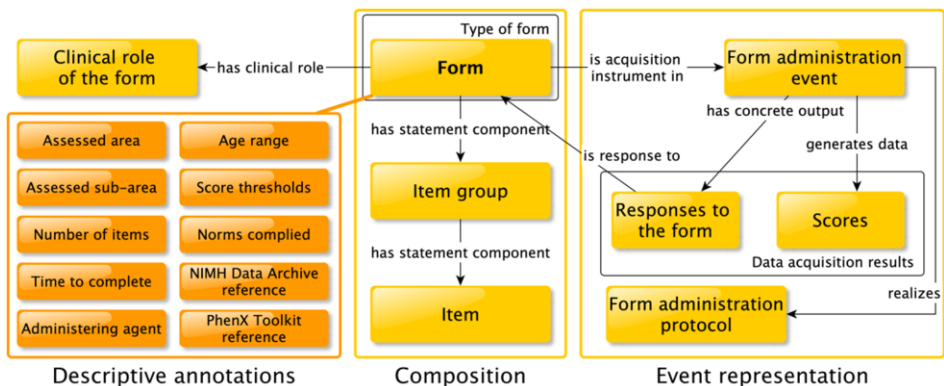 Type of form
Clinical role
of the form
has clinical role
Form
is acquisition
instrument in
Form administration
event
has concrete output
has statement component
generates data
is response to
Assessed area
Age range
Assessed sub-area
Score thresholds
Number of items
Norms complied
Time to complete
NIMH Data Archive
reference
Administering agent
PhenX Toolkit
reference
Item group
has statement component
Item
Responses to
the form
Scores
Data acquisition results
realizes
Form administration
protocol
Descriptive annotations
Composition
Event representation